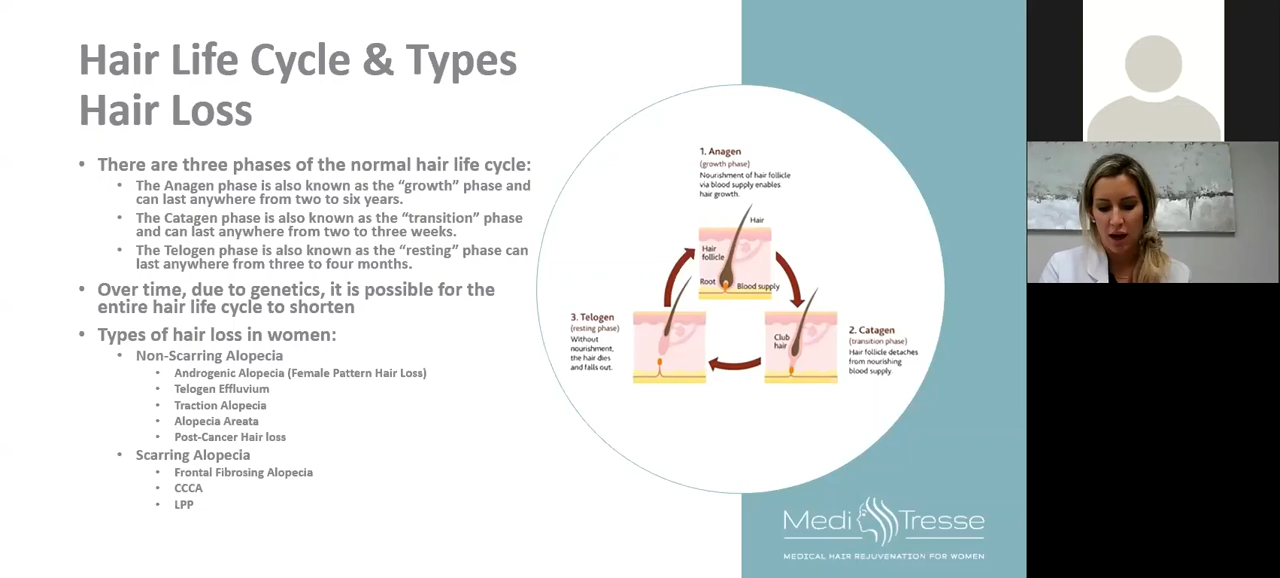 Hair Life Cycle & Types
Hair Loss
• There are three phases of the normal hair life cycle:
• The Anagen phase is also known as the “growth” phase and
can last anywhere from two to six years.
• The Catagen phase is also known as the “transition” phase
and can last anywhere from two to three weeks.
• The Telogen phase is also known as the “resting” phase can
last anywhere from three to four months.
• Over time, due to genetics, it is possible for the
entire hair life cycle to shorten
• Types of hair loss in women:
• Non-Scarring Alopecia
• Androgenic Alopecia (Female Pattern Hair Loss)
• Telogen Effluvium
• Traction Alopecia
• Alopecia Areata
• Post-Cancer Hair loss
• Scarring Alopecia
• Frontal Fibrosing Alopecia
• CCCA
• LPP
1. Anagen
(growth phase)
Nourishment of hair follicle
via blood supply enables
hair growth.
Hair
Hair
follicle
Root
Blood supply
2. Catagen
(transition phase)
Hair follicle detaches
from nourishing
blood supply.
Club
hair
3. Telogen
(resting phase)
Without
nourishment,
the hair dies
and falls out.
Medi Tresse
MEDICAL HAIR REJUVENATION FOR WOMEN